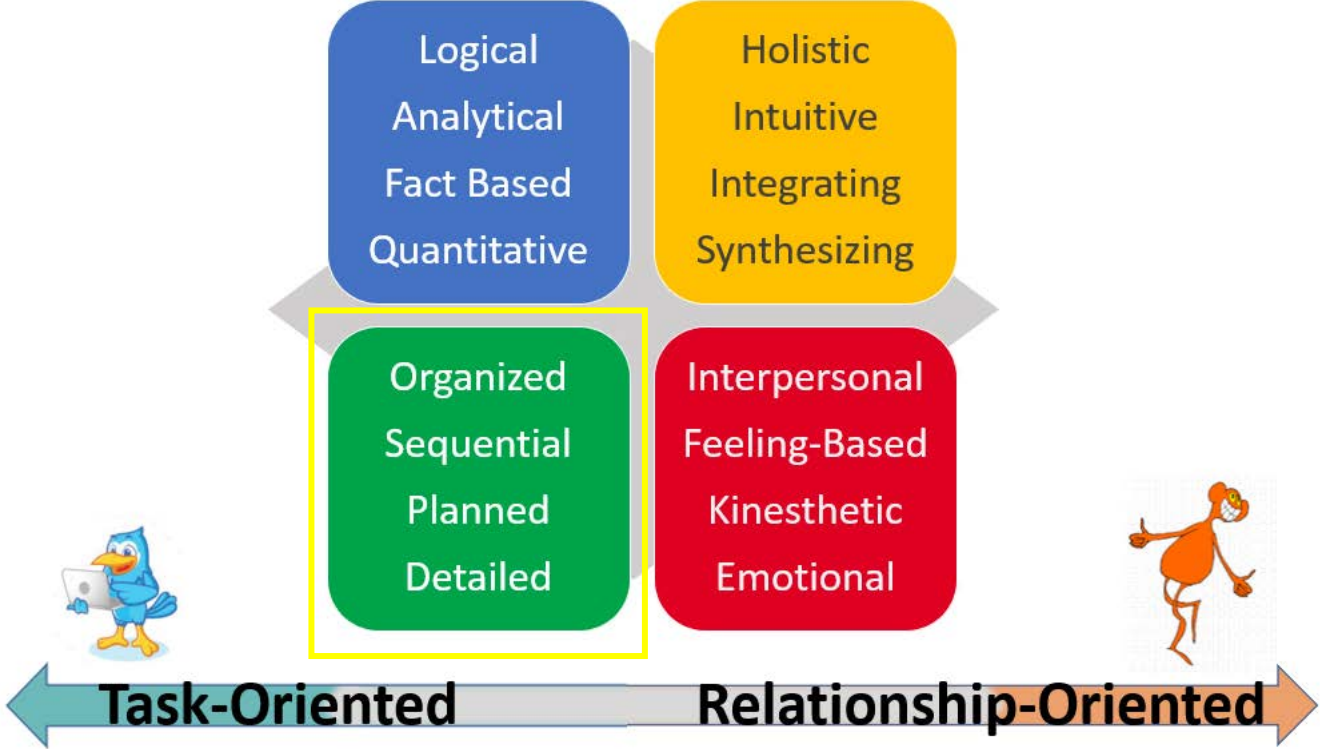 Logical
Analytical
Fact Based
Quantitative
Holistic
Intuitive
Integrating
Synthesizing
Organized
Sequential
Planned
Detailed
Interpersonal
Feeling-Based
Kinesthetic
Emotional
Task-Oriented
Relationship-Oriented